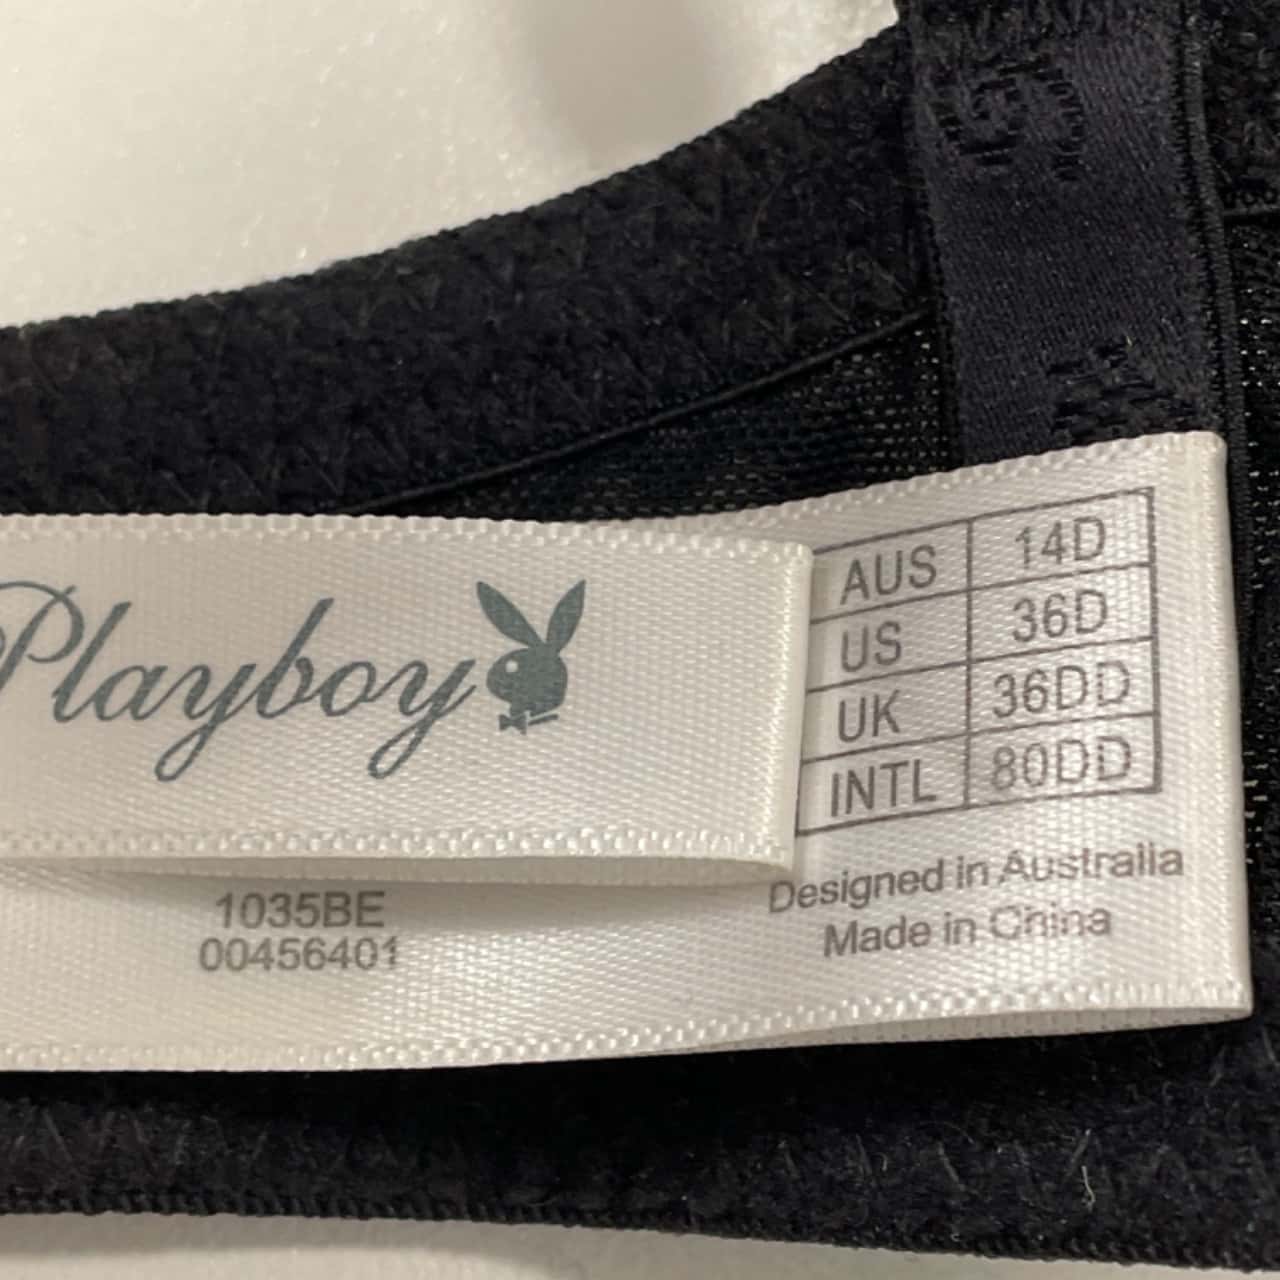 Playboy
AUS 14D
US 36D
UK 36DD
INTL 80DD
Designed in Australia
Made in China
1035BE
00456401